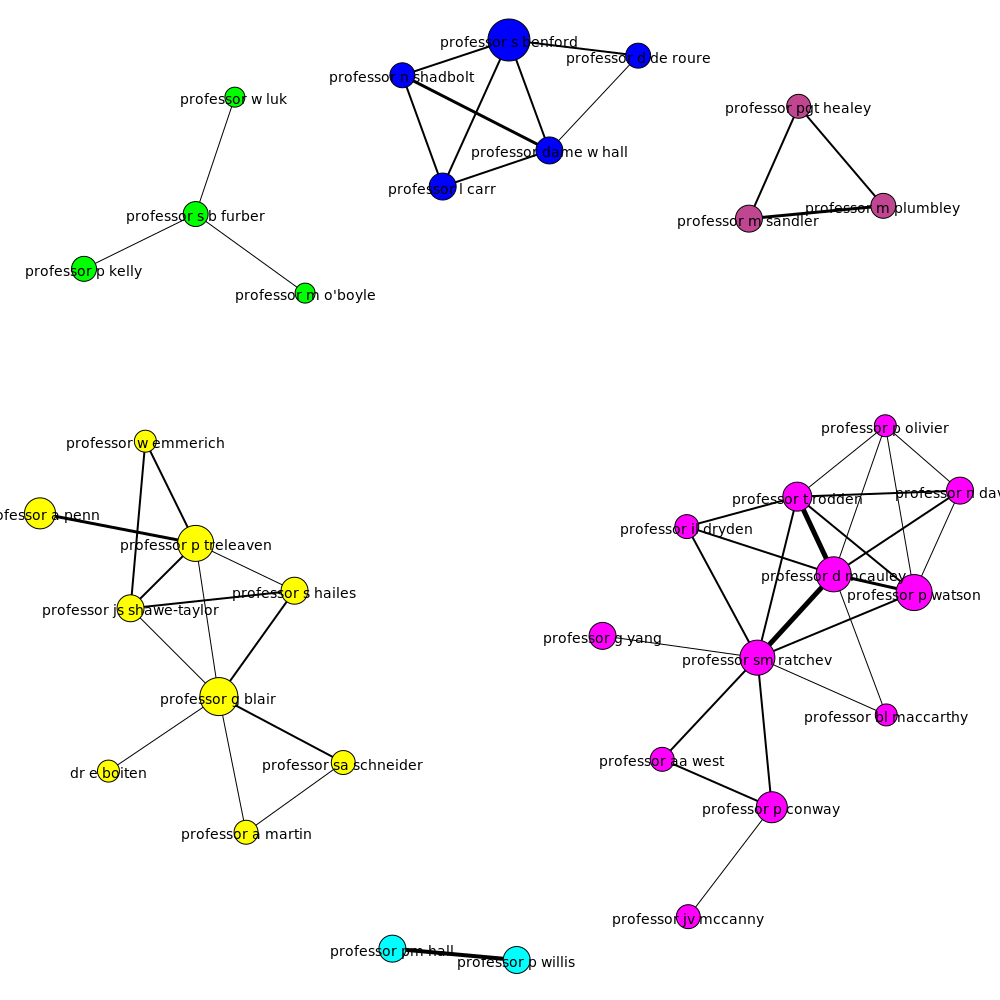 professor s benford
professor d de roure
professor n shadbolt
professor w luk
professor pgt healey
professor dame w hall
professor l carr
professor s b furber
professor m plumbley
professor m sandler
professor p kelly
professor m o'boyle
professor p olivier
professor w emmerich
professor n dav
professor t rodden
ofessor a penn
professor il dryden
professor p treleaven
professor d mcauley
professor s hailes
professor p watson
professor js shawe-taylor
professor g yang
professor sm ratchev
professor g blair
professor bl maccarthy
professor aa west
professor sa schneider
dr e boiten
professor p conway
professor a martin
professor jv mccanny
professor pm hall
professor p willis